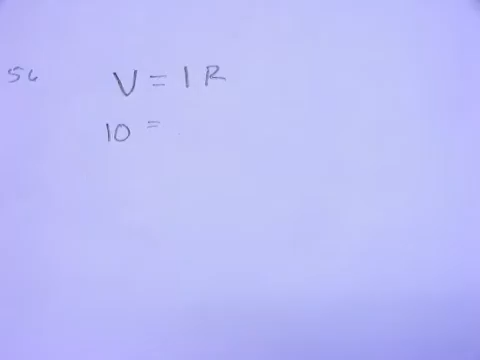 56 V = I R
10 =